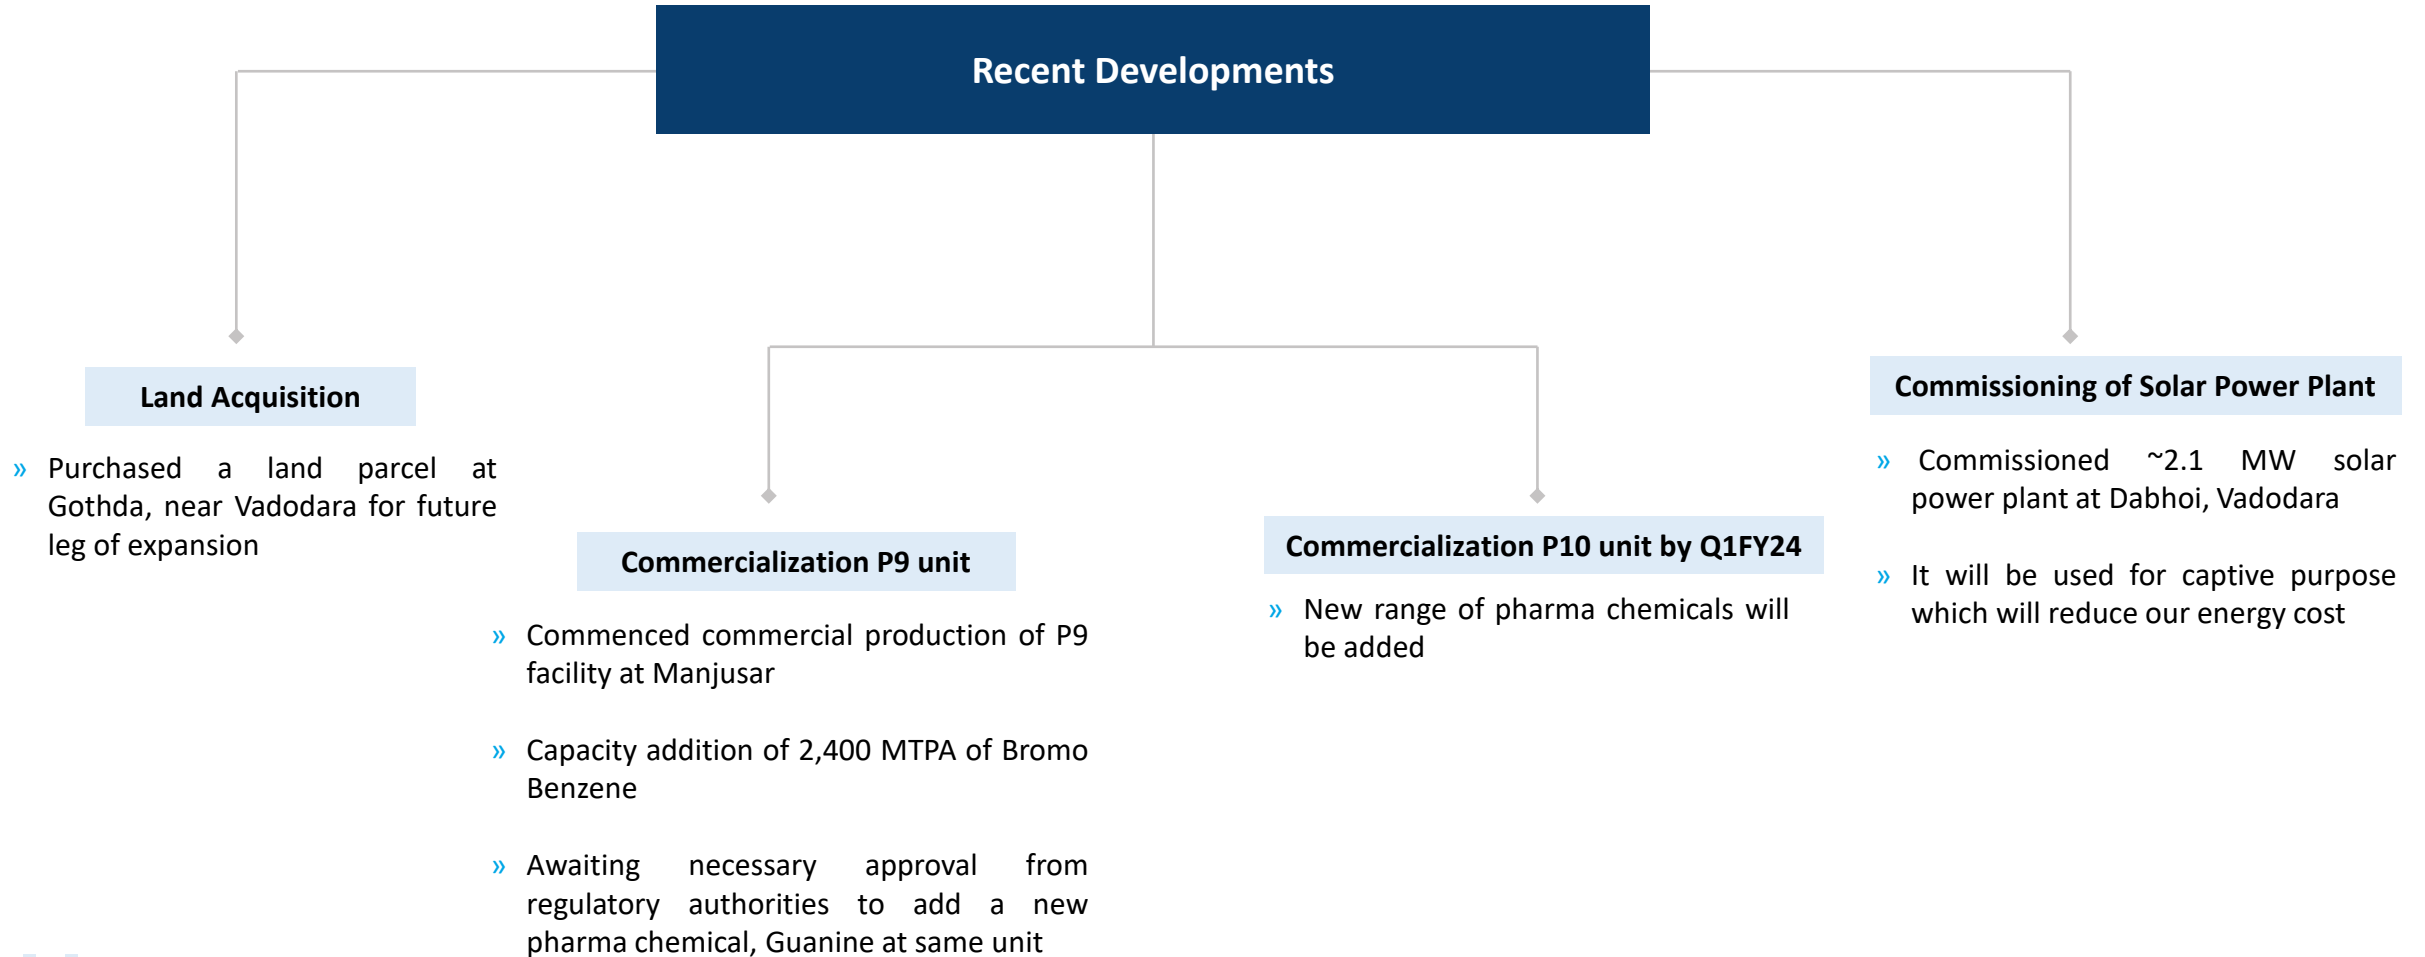 Recent Developments
Land Acquisition
» Purchased a land parcel at
Gothda, near Vadodara for future
leg of expansion
Commercialization P9 unit
» Commenced commercial production of P9
facility at Manjusar
» Capacity addition of 2,400 MTPA of Bromo
Benzene
» Awaiting necessary approval from
regulatory authorities to add a new
pharma chemical, Guanine at same unit
Commercialization P10 unit by Q1FY24
» New range of pharma chemicals will
be added
Commissioning of Solar Power Plant
» Commissioned ~2.1 MW solar
power plant at Dabhoi, Vadodara
» It will be used for captive purpose
which will reduce our energy cost